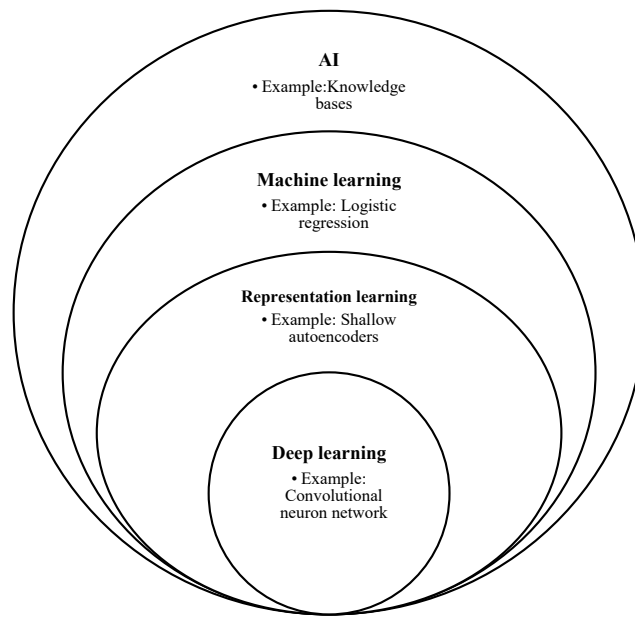 AI
• Example:Knowledge
bases
Machine learning
• Example: Logistic
regression
Representation learning
• Example: Shallow
autoencoders
Deep learning
• Example:
Convolutional
neuron network